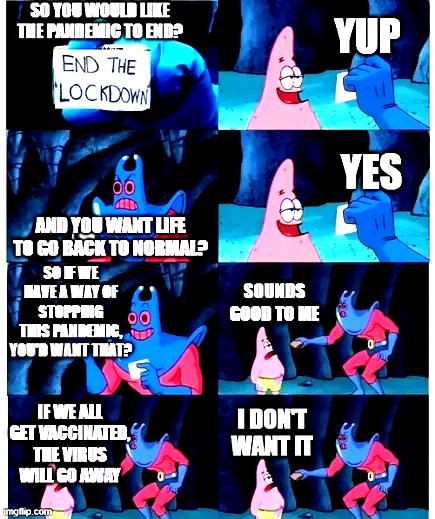 SO YOU WOULD LIKE
THE PANDEMIC TO END?
END THE
"LOCKDOWN"
YUP
AND YOU WANT LIFE
TO GO BACK TO NORMAL?
YES
SO IF WE
HAVE A WAY OF
STOPPING
THIS PANDEMIC,
YOU'D WANT THAT?
SOUNDS
GOOD TO ME
IF WE ALL
GET VACCINATED,
THE VIRUS
WILL GO AWAY
I DON'T
WANT IT
imgflip.com